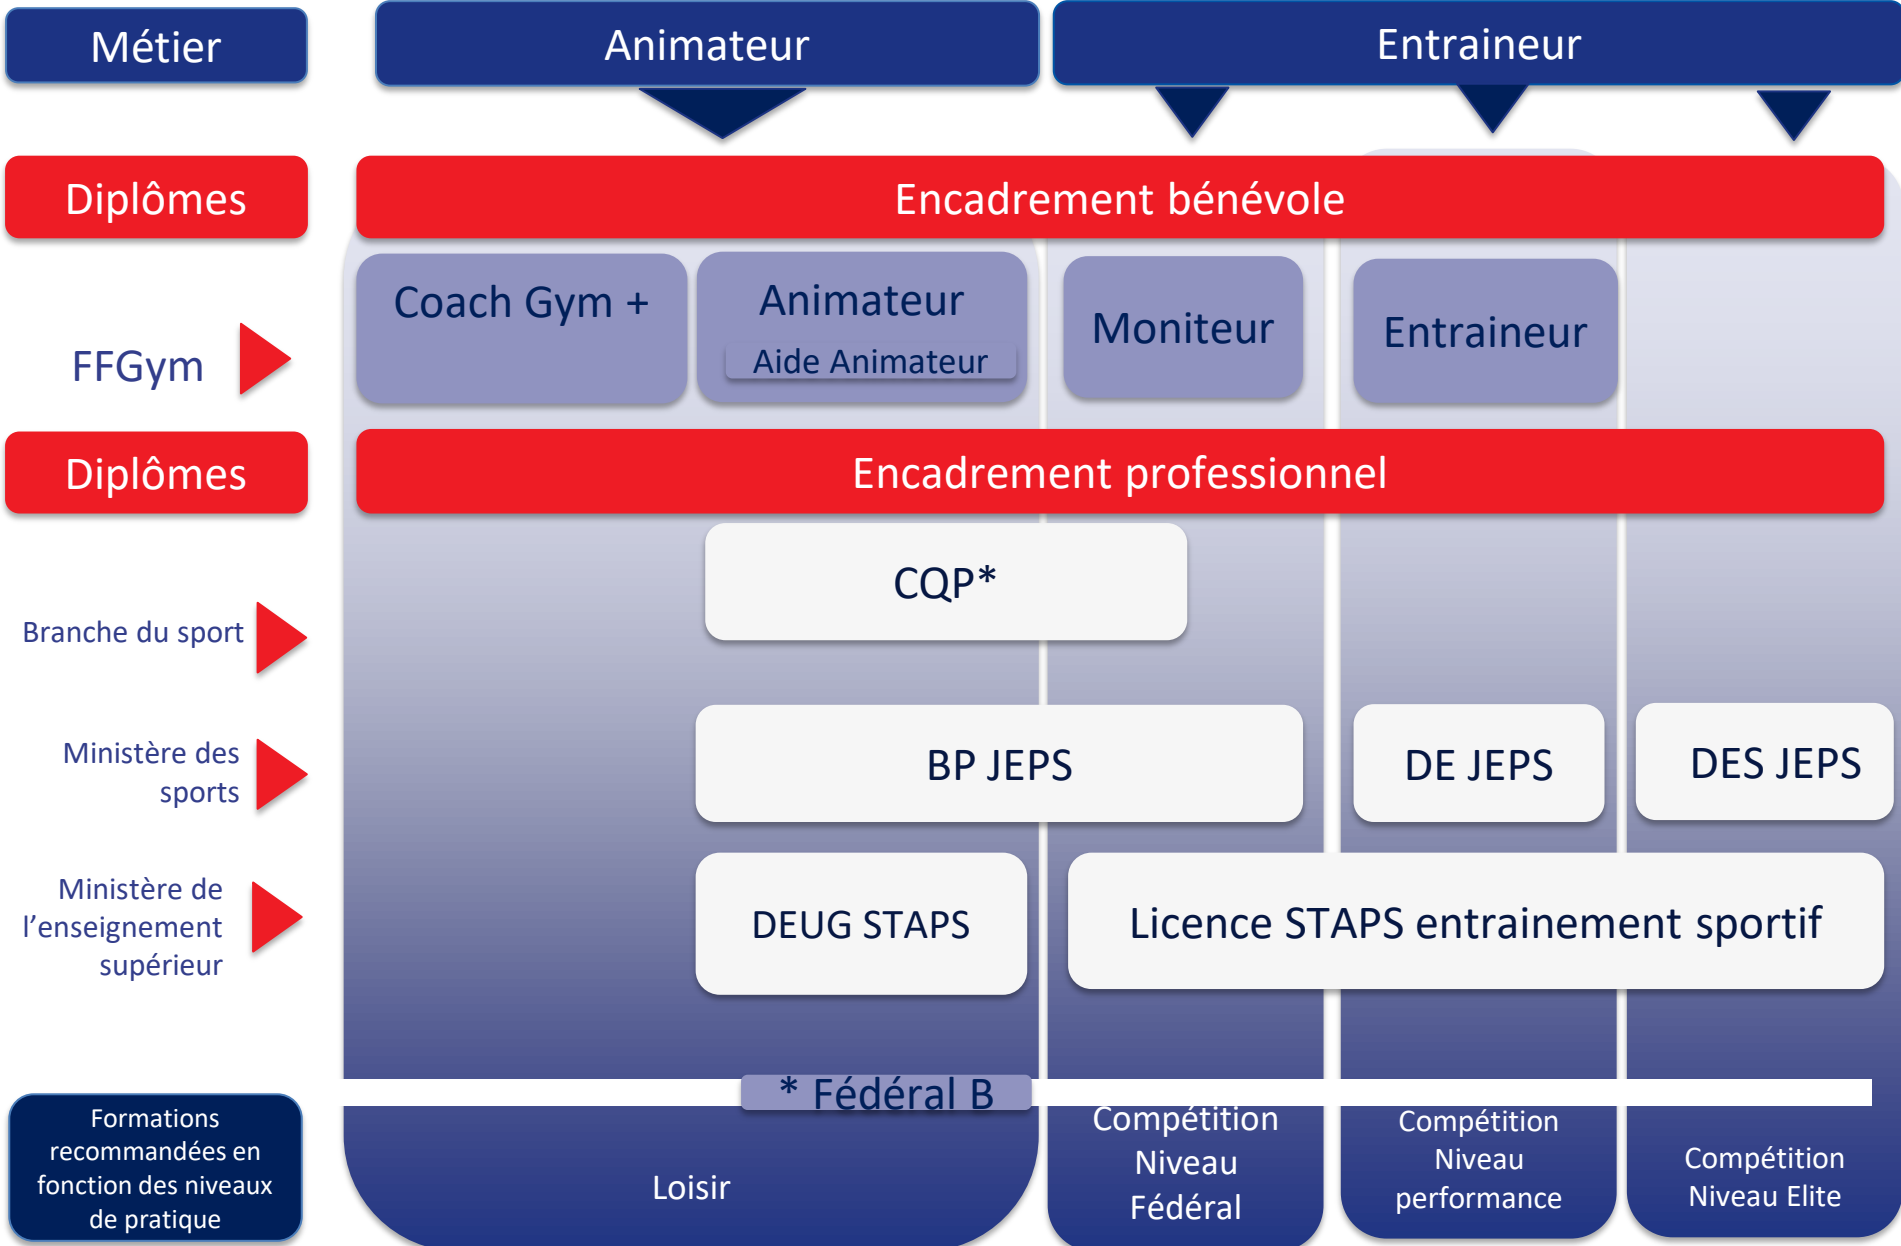 Métier
Animateur
Entraineur
Diplômes
Encadrement bénévole
FFGym
Coach Gym +
Animateur
Aide Animateur
Moniteur
Entraineur
Diplômes
Encadrement professionnel
Branche du sport
CQP*
Ministère des
sports
BP JEPS
DE JEPS
DES JEPS
Ministère de
l’enseignement
supérieur
DEUG STAPS
Licence STAPS entrainement sportif
* Fédéral B
Formations
recommandées en
fonction des niveaux
de pratique
Loisir
Compétition
Niveau
Fédéral
Compétition
Niveau
performance
Compétition
Niveau Elite